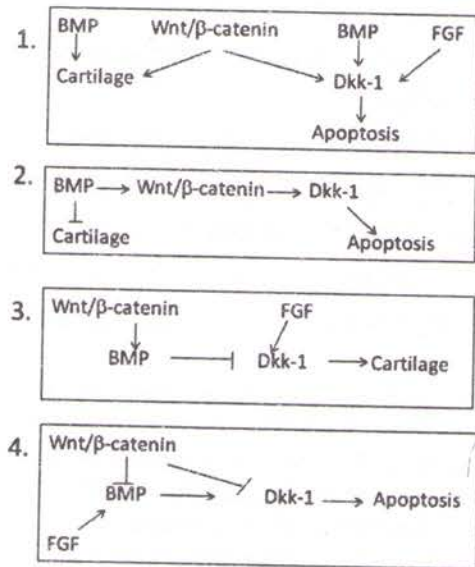 1.
BMP Wnt/β-catenin BMP FGF
Cartilage Dkk-1
Apoptosis
2.
BMP Wnt/β-catenin Dkk-1
Cartilage Apoptosis
3.
Wnt/β-catenin FGF
BMP Dkk-1 Cartilage
4.
Wnt/β-catenin
BMP Dkk-1 Apoptosis
FGF